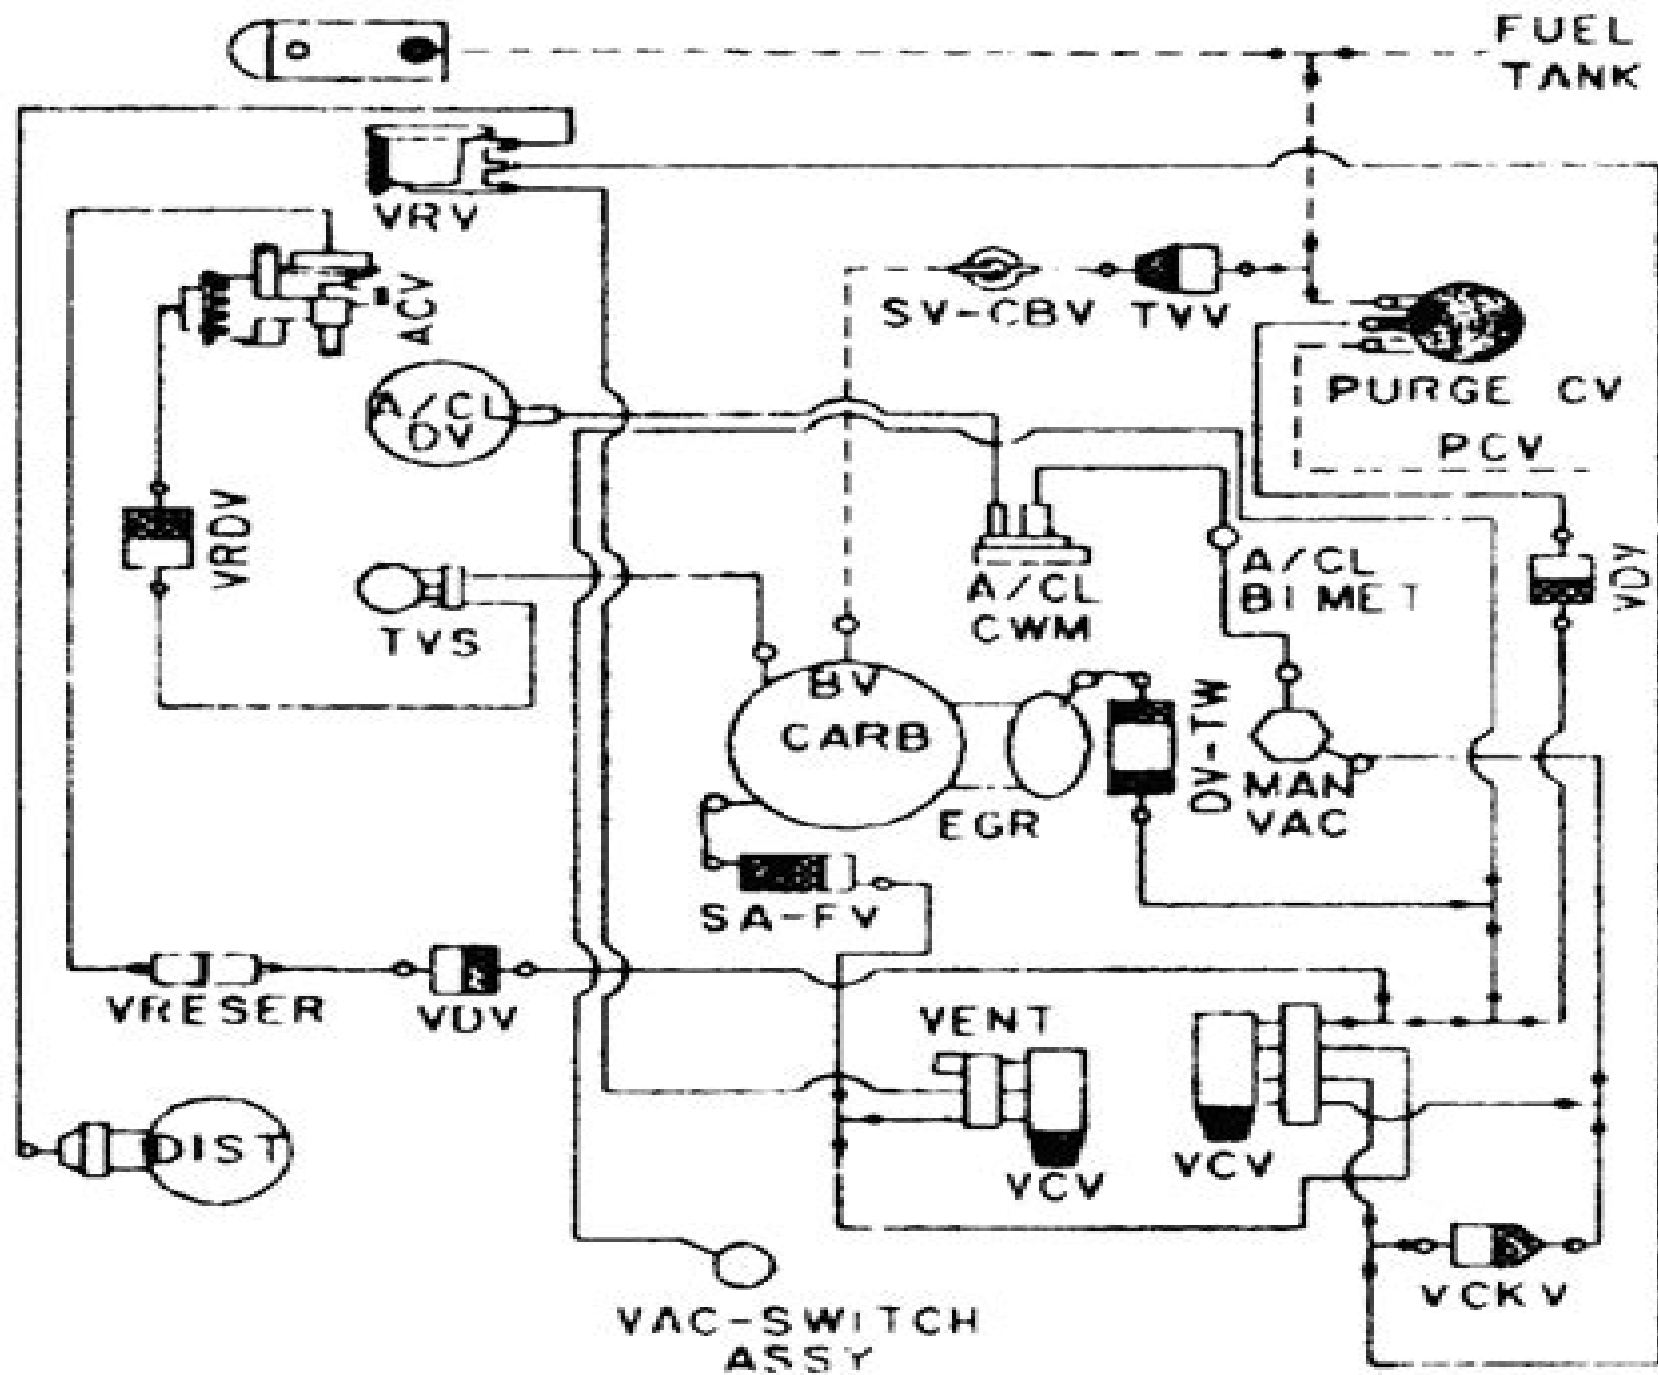 FUEL
TANK
VRV
ACV
SV-CBV
TVV
PURGE CV
A/CL
DV
PCV
VRDV
A/CL
BIMET
VDV
A/CL
CWM
TVS
BV
CARB
DV-TW
MAN
VAC
EGR
SA-FV
VRESER
VDV
VENT
DIST
VCV
VCV
VCKV
VAC-SWITCH
ASSY